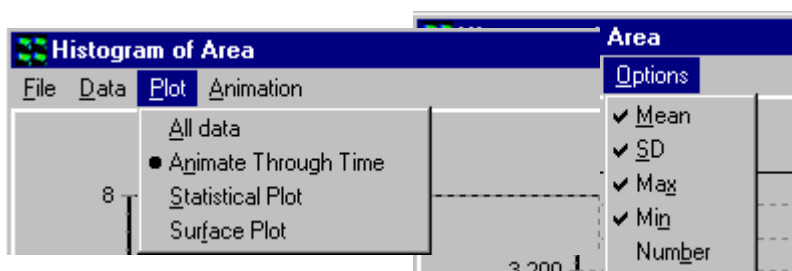 Histogram of Area
File Data Plot Animation
All data
Animate Through Time
Statistical Plot
Surface Plot
8
Area
Options
Mean
SD
Max
Min
Number
3,200